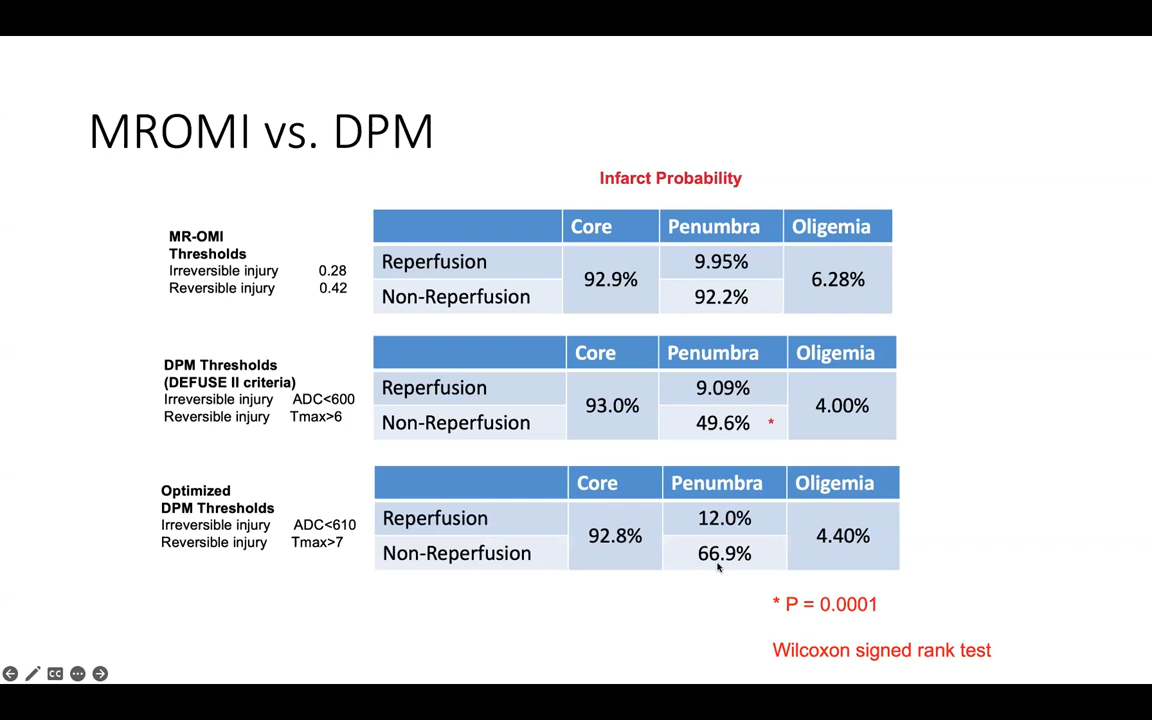 MROMI vs. DPM
Infarct Probability
MR-OMI
Thresholds
Irreversible injury 0.28
Reversible injury 0.42
Core Penumbra Oligemia
Reperfusion 92.9% 9.95% 6.28%
Non-Reperfusion 92.2%
DPM Thresholds
(DEFUSE II criteria)
Irreversible injury ADC<600
Reversible injury Tmax>6
Core Penumbra Oligemia
Reperfusion 93.0% 9.09% 4.00%
Non-Reperfusion 49.6% *
Optimized
DPM Thresholds
Irreversible injury ADC<610
Reversible injury Tmax>7
Core Penumbra Oligemia
Reperfusion 92.8% 12.0% 4.40%
Non-Reperfusion 66.9%
* P = 0.0001
Wilcoxon signed rank test
CC